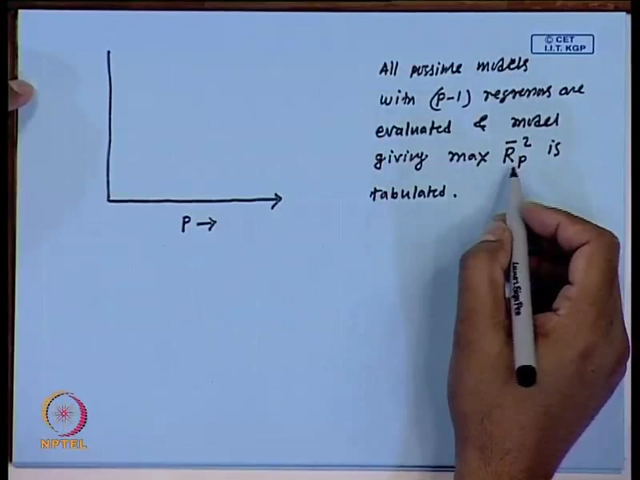 © CET
I.I.T. KGP
All possible models
with (P-1) regressors are
evaluated & model
giving max R̄P² is
tabulated.
P →
NPTEL